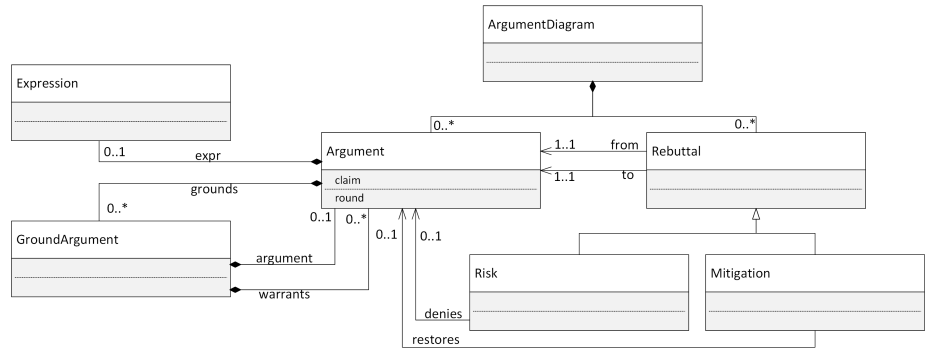 ArgumentDiagram
Expression
0..*
0..*
0..1
expr
Argument
1..1
from
Rebuttal
grounds
claim
1..1
to
round
0..*
0..1
0..*
0..1
0..1
GroundArgument
argument
Risk
Mitigation
warrants
denies
restores